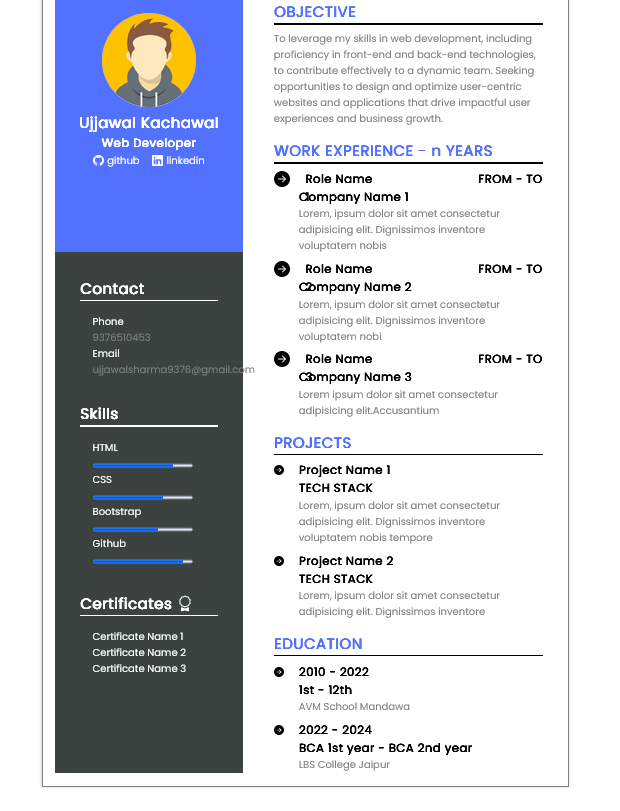 Ujjawal Kachawal
Web Developer
github linkedin
Contact
Phone
9376510453
Email
ujjawalsharma9376@gmail.com
Skills
HTML
CSS
Bootstrap
Github
Certificates
Certificate Name 1
Certificate Name 2
Certificate Name 3
OBJECTIVE
To leverage my skills in web development, including
proficiency in front-end and back-end technologies,
to contribute effectively to a dynamic team. Seeking
opportunities to design and optimize user-centric
websites and applications that drive impactful user
experiences and business growth.
WORK EXPERIENCE - n YEARS
Role Name FROM - TO
1
Company Name 1
Lorem, ipsum dolor sit amet consectetur
adipisicing elit. Dignissimos inventore
voluptatem nobis
Role Name FROM - TO
2
Company Name 2
Lorem, ipsum dolor sit amet consectetur
adipisicing elit. Dignissimos inventore
voluptatem nobi
Role Name FROM - TO
3
Company Name 3
Lorem ipsum dolor sit amet consectetur
adipisicing elit.Accusantium
PROJECTS
Project Name 1
TECH STACK
Lorem, ipsum dolor sit amet consectetur
adipisicing elit. Dignissimos inventore
voluptatem nobis tempore
Project Name 2
TECH STACK
Lorem, ipsum dolor sit amet consectetur
adipisicing elit. Dignissimos inventore
EDUCATION
2010 - 2022
1st - 12th
AVM School Mandawa
2022 - 2024
BCA 1st year - BCA 2nd year
LBS College Jaipur